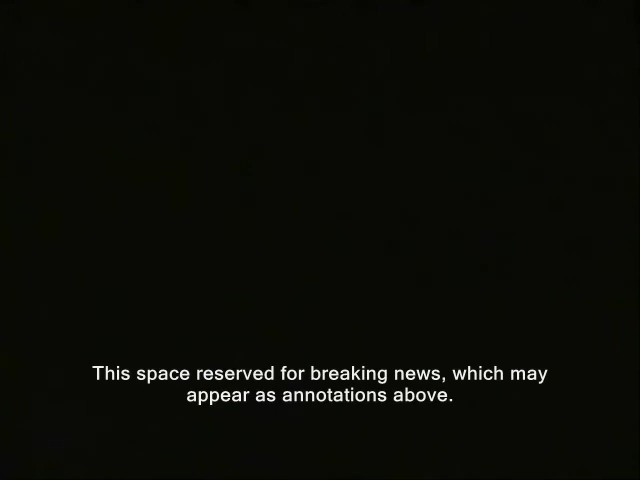 This space reserved for breaking news, which may
appear as annotations above.